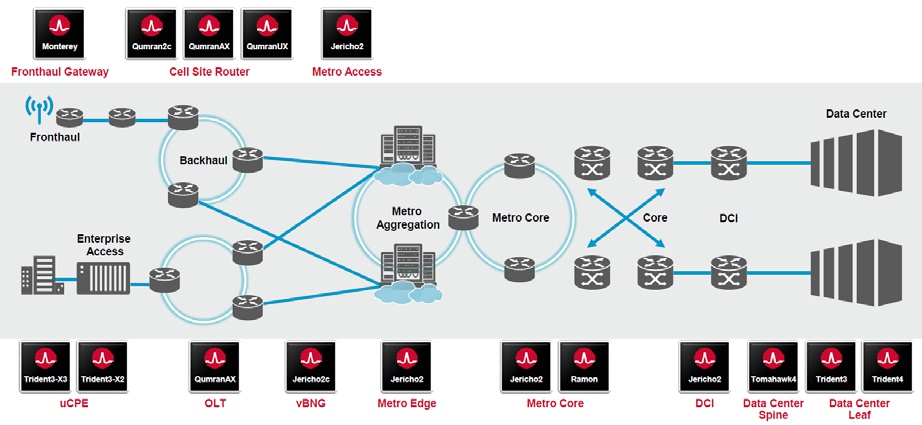 Monterey
Qumran2c
QumranAX
QumranUX
Jericho2
Fronthaul Gateway
Cell Site Router
Metro Access
Fronthaul
Backhaul
Data Center
Metro
Aggregation
Metro Core
Core
DCI
Enterprise
Access
Trident3-X3
Trident3-X2
QumranAX
Jericho2c
Jericho2
Jericho2
Ramon
Jericho2
Tomahawk4
Trident3
Trident4
uCPE
OLT
vBNG
Metro Edge
Metro Core
DCI
Data Center
Spine
Data Center
Leaf